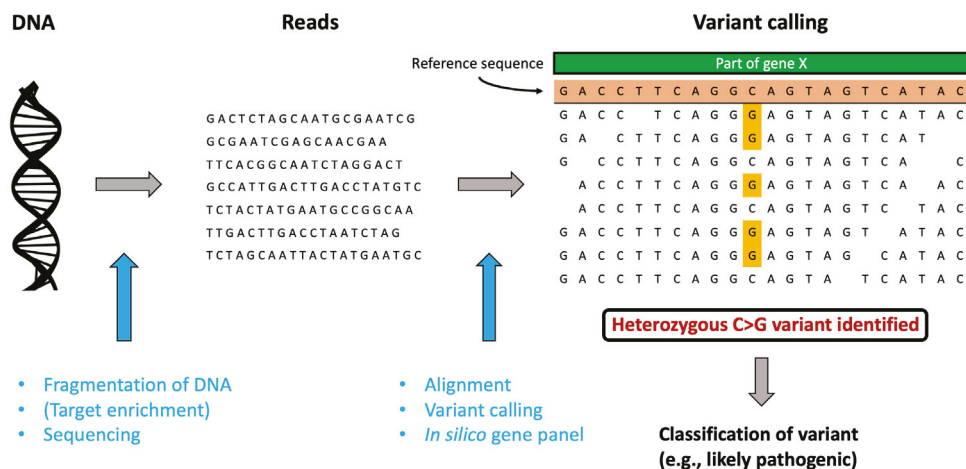 DNA
Reads
Variant calling
Reference sequence
Part of gene X
G A C C T T C A G G C A G T A G T C A T A C
G A C C T C A G G G A G T A G T C A T A C
G A C T T C A G G G A G T A G T C A T
G C C T T C A G G C A G T A G T C A C
A C C T T C A G G G A G T A G T C A A C
A C C T T C A G G C A G T A G T C T A C
G A C C T T C A G G G A G T A G T A T A C
G A C C T T C A G G G A G T A G C A T A C
G A C C T T C A G G C A G T A T C A T A C
GACTCTAGCAATGCGAATCG
GCGAATCGAGCAACGAA
TTCACGGCAATCTAGGACT
GCCATTGACTTGACCTATGTC
TCTACTATGAATGCCGGCAA
TTGACTTGACCTAATCTAG
TCTAGCAATTACTATGAATGC
Heterozygous C>G variant identified
• Fragmentation of DNA
• (Target enrichment)
• Sequencing
• Alignment
• Variant calling
• In silico gene panel
Classification of variant
(e.g., likely pathogenic)